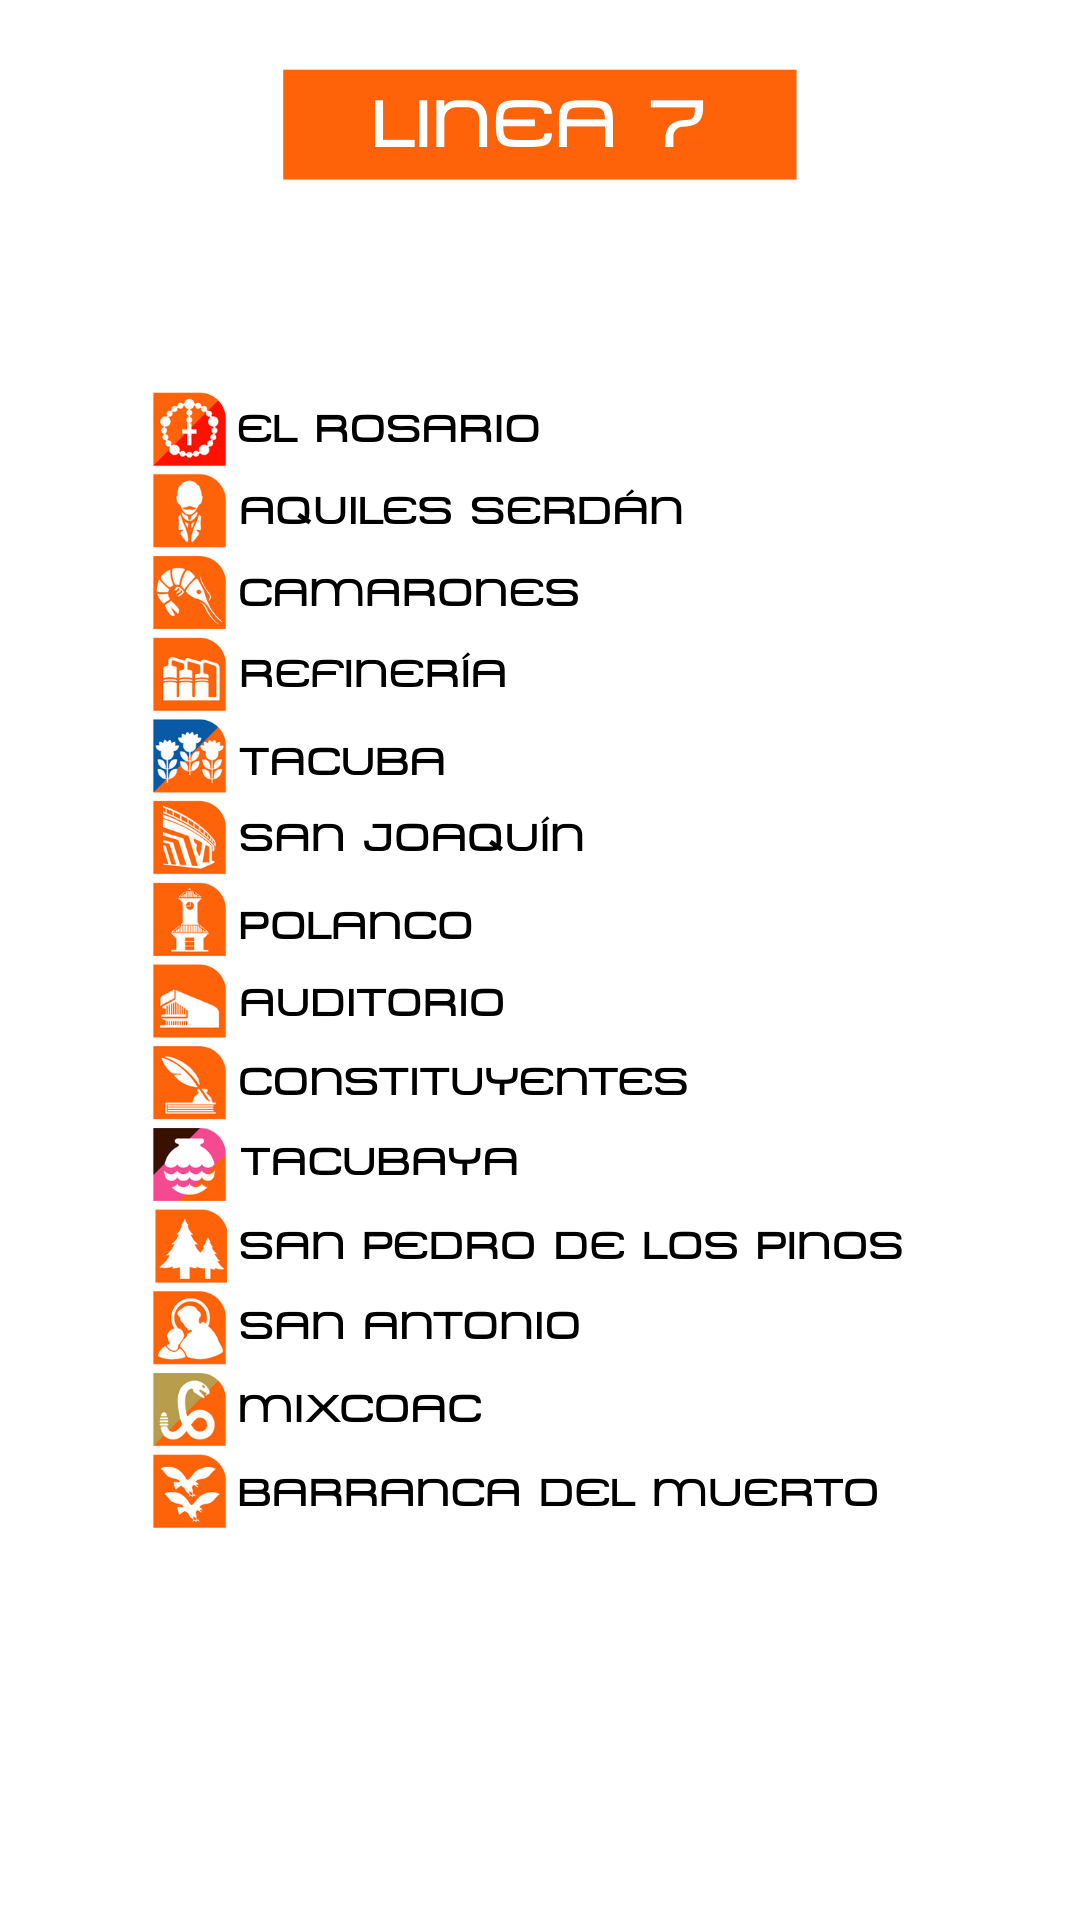 LINEA 7
EL ROSARIO
AQUILES SERDÁN
CAMARONES
REFINERÍA
TACUBA
SAN JOAQUÍN
POLANCO
AUDITORIO
CONSTITUYENTES
TACUBAYA
SAN PEDRO DE LOS PINOS
SAN ANTONIO
MIXCOAC
BARRANCA DEL MUERTO